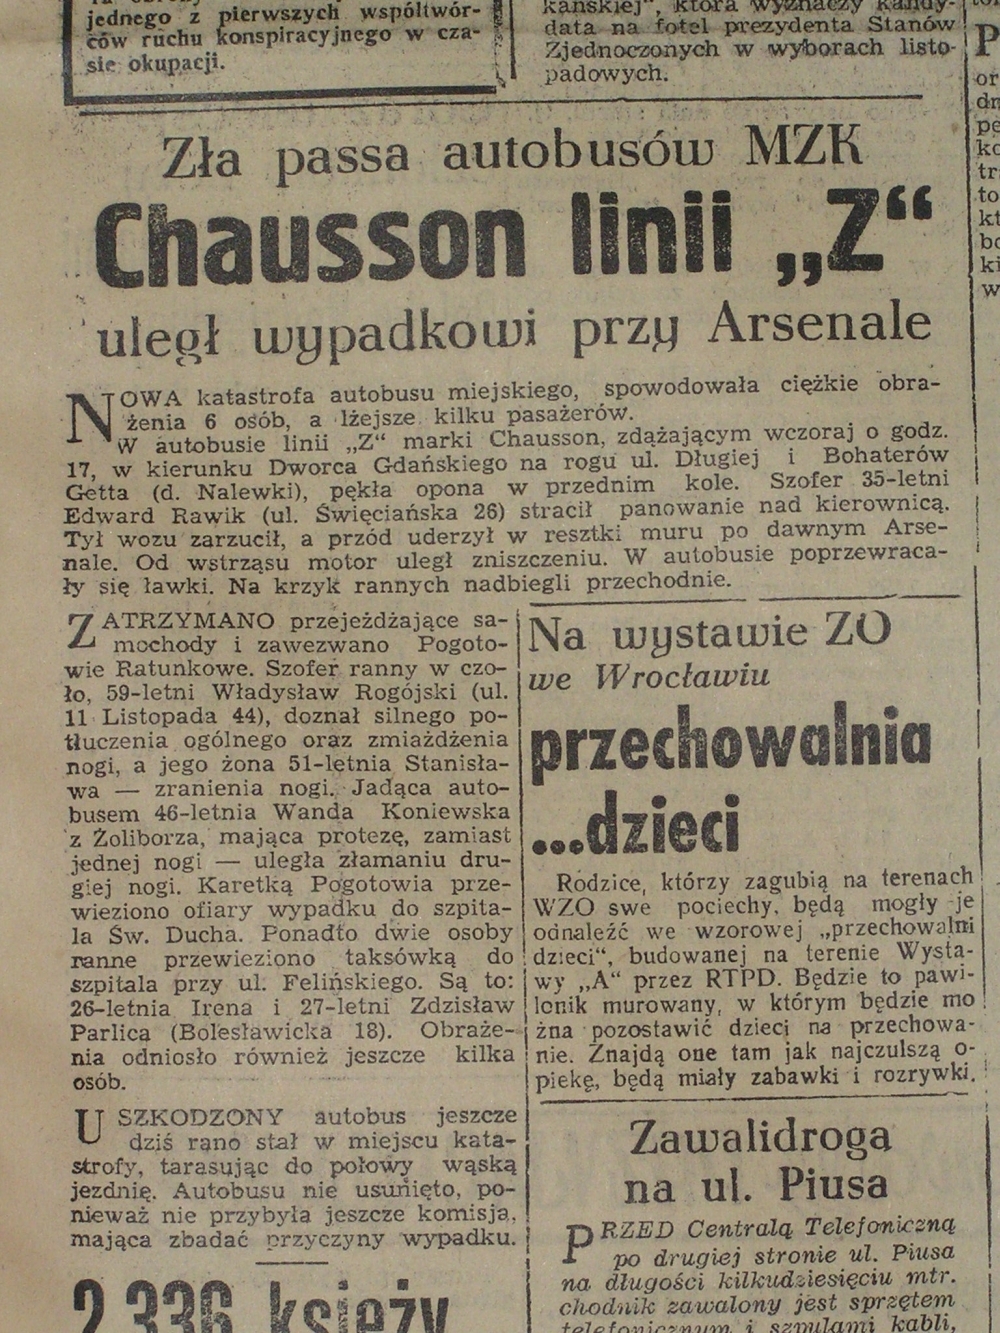 jednego z pierwszych współtwór-
ców ruchu konspiracyjnego w cza-
sie okupacji.
kańskiej", która wyznaczy kandy-
data na fotel prezydenta Stanów
Zjednoczonych w wyborach listo-
padowych.
Zła passa autobusów MZK
Chausson linii „Z“
uległ wypadkowi przy Arsenale
NOWA katastrofa autobusu miejskiego, spowodowała ciężkie obra-
żenia 6 osób, a lżejsze kilku pasażerów.
W autobusie linii „Z“ marki Chausson, zdążającym wczoraj o godz.
17, w kierunku Dworca Gdańskiego na rogu ul. Długiej i Bohaterów
Getta (d. Nalewki), pękła opona w przednim kole. Szofer 35-letni
Edward Rawik (ul. Święciańska 26) stracił panowanie nad kierownicą.
Tył wozu zarzucił, a przód uderzył w resztki muru po dawnym Arse-
nale. Od wstrząsu motor uległ zniszczeniu. W autobusie poprzewraca-
ły się ławki. Na krzyk rannych nadbiegli przechodnie.
ZATRZYMANO przejeżdżające sa-
mochody i zawezwano Pogoto-
wie Ratunkowe. Szofer ranny w czo-
ło, 59-letni Władysław Rogójski (ul.
11 Listopada 44), doznał silnego po-
tłuczenia ogólnego oraz zmiażdżenia
nogi, a jego żona 51-letnia Stanisła-
wa — zranienia nogi. Jadąca auto-
busem 46-letnia Wanda Koniewska
z Żoliborza, mająca protezę, zamiast
jednej nogi — uległa złamaniu dru-
giej nogi. Karetką Pogotowia prze-
wieziono ofiary wypadku do szpita-
la Św. Ducha. Ponadto dwie osoby
ranne przewieziono taksówką do
szpitala przy ul. Felińskiego. Są to:
26-letnia Irena i 27-letni Zdzisław
Parlica (Bolesławicka 18). Obraże-
nia odniosło również jeszcze kilka
osób.
USZKODZONY autobus jeszcze
dziś rano stał w miejscu kata-
strofy, tarasując do połowy wąską
jezdnię. Autobusu nie usunięto, po-
nieważ nie przybyła jeszcze komisja,
mająca zbadać przyczyny wypadku.
2.336 księży
Na wystawie ZO
we Wrocławiu
przechowalnia
...dzieci
Rodzice, którzy zagubią na terenach
WZO swe pociechy, będą mogły je
odnaleźć we wzorowej „przechowalni
dzieci“, budowanej na terenie Wysta-
wy „A“ przez RTPD. Będzie to pawi-
lonik murowany, w którym będzie mo
żna pozostawić dzieci na przechowa-
nie. Znajdą one tam jak najczulszą o-
piekę, będą miały zabawki i rozrywki.
Zawalidroga
na ul. Piusa
PRZED Centralą Telefoniczną
po drugiej stronie ul. Piusa
na długości kilkudziesięciu mtr.
chodnik zawalony jest sprzętem
telefonicznym i szpulami kabli,